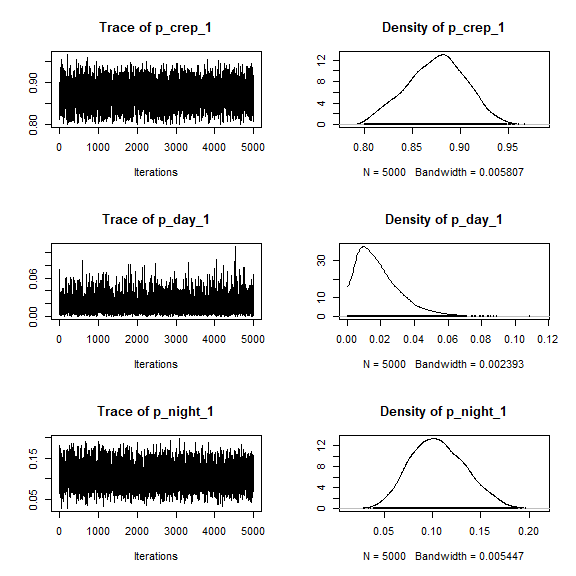 Trace of p_crep_1
0.80 0.90
0 1000 2000 3000 4000 5000
Iterations
Density of p_crep_1
0 4 8 12
0.80 0.85 0.90 0.95
N = 5000 Bandwidth = 0.005807
Trace of p_day_1
0.00 0.06
0 1000 2000 3000 4000 5000
Iterations
Density of p_day_1
0 10 30
0.00 0.02 0.04 0.06 0.08 0.10 0.12
N = 5000 Bandwidth = 0.002393
Trace of p_night_1
0.05 0.15
0 1000 2000 3000 4000 5000
Iterations
Density of p_night_1
0 4 8 12
0.05 0.10 0.15 0.20
N = 5000 Bandwidth = 0.005447